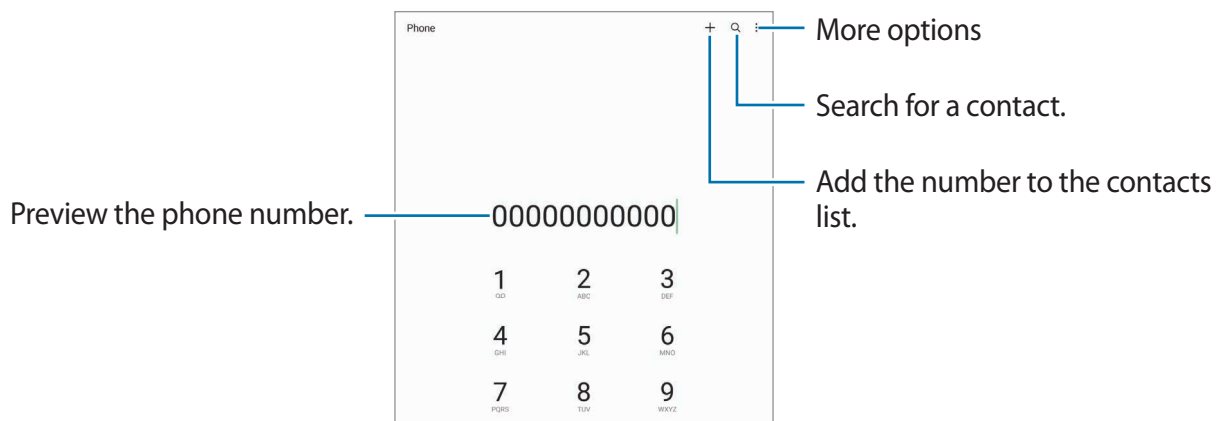 Phone
More options
Search for a contact.
Add the number to the contacts
list.
Preview the phone number.
00000000000
1
2
3
QD
ABC
DEF
4
5
6
GHI
JKL
MNO
7
8
9
PQRS
TUV
WXYZ